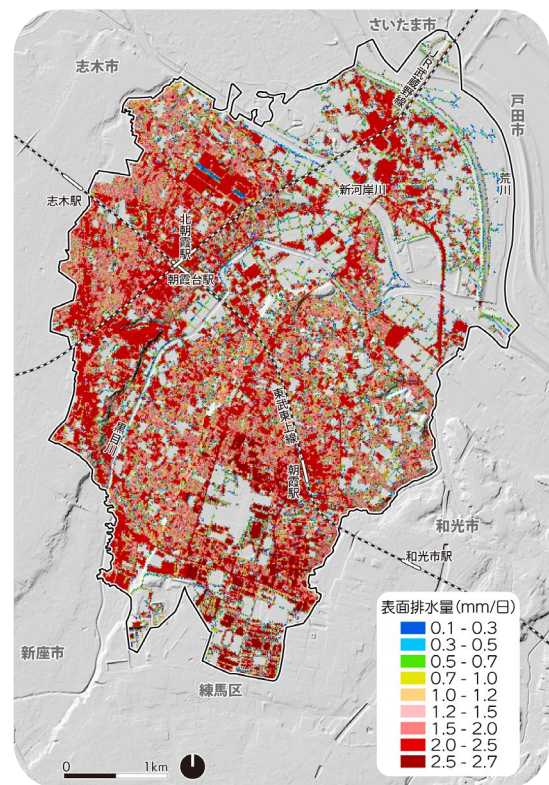 さいたま市
志木市
JR武蔵野線
戸田市
荒川
新河岸川
志木駅
北朝霞駅
朝霞台駅
東武東上線
黒目川
朝霞駅
和光市
和光市駅
新座市
練馬区
表面排水量(mm/日)
0.1 - 0.3
0.3 - 0.5
0.5 - 0.7
0.7 - 1.0
1.0 - 1.2
1.2 - 1.5
1.5 - 2.0
2.0 - 2.5
2.5 - 2.7
0 1km